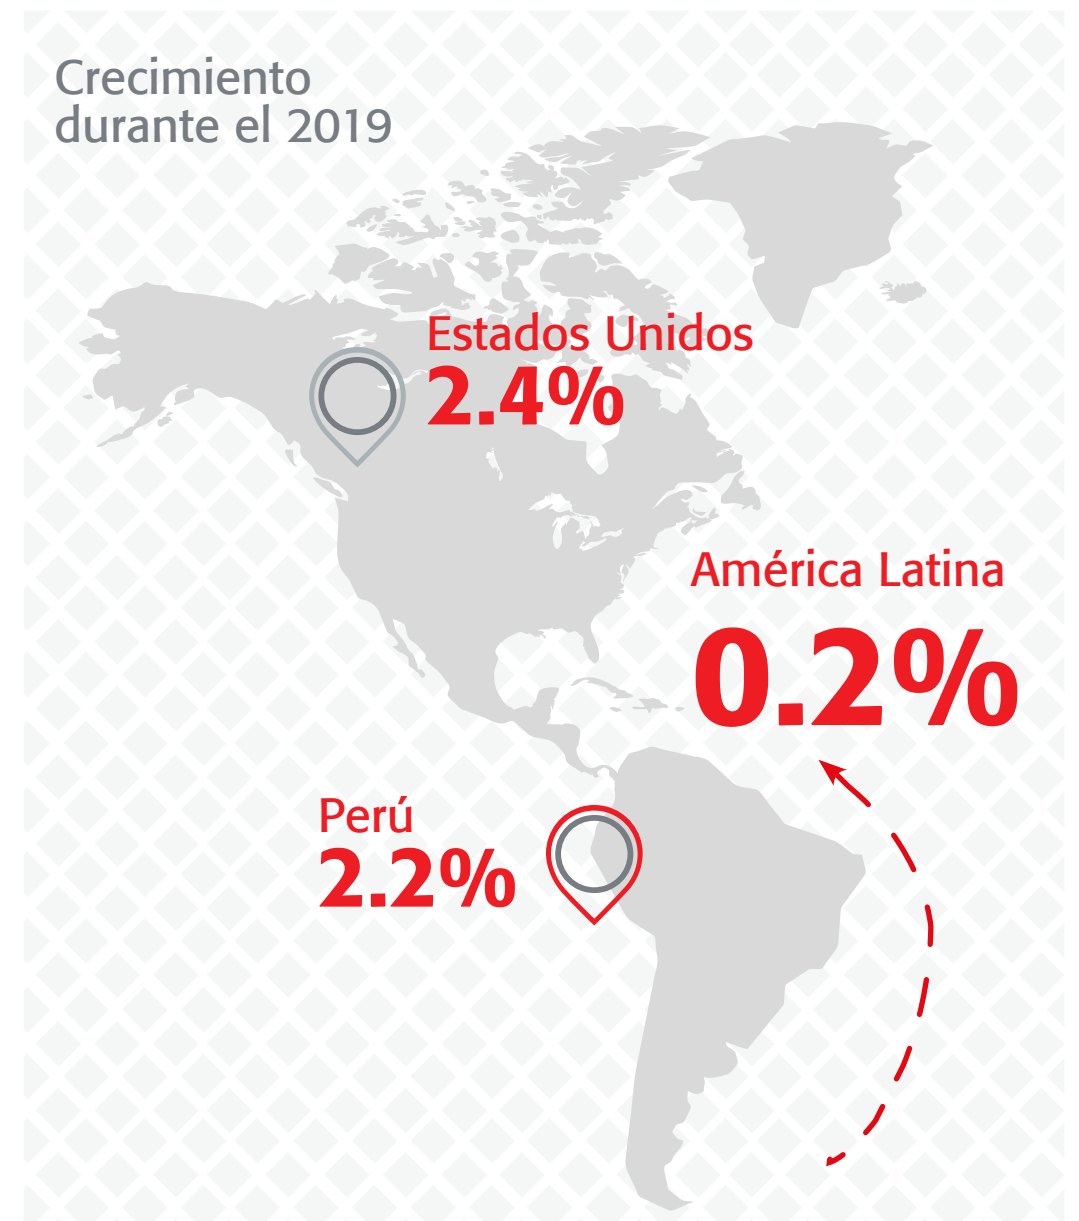 Crecimiento
durante el 2019
Estados Unidos
2.4%
América Latina
0.2%
Perú
2.2%